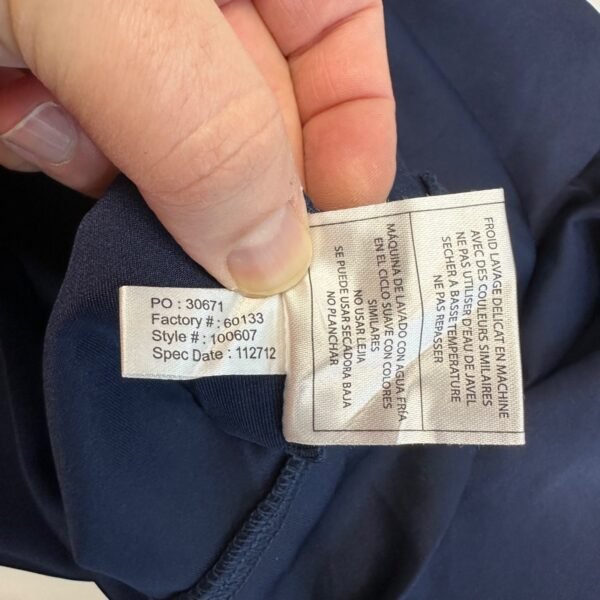 PO : 30671
Factory # : 60133
Style # : 100607
Spec Date : 112712
MÁQUINA DE LAVADO CON AGUA FRÍA
EN EL CICLO SUAVE CON COLORES
SIMILARES
NO USAR LEJIA
SE PUEDE USAR SECADORA BAJA
NO PLANCHAR
FROID LAVAGE DELICAT EN MACHINE
AVEC DES COULEURS SIMILAIRES
NE PAS UTILISER D'EAU DE JAVEL
SECHER A BASSE TEMPERATURE
NE PAS REPASSER